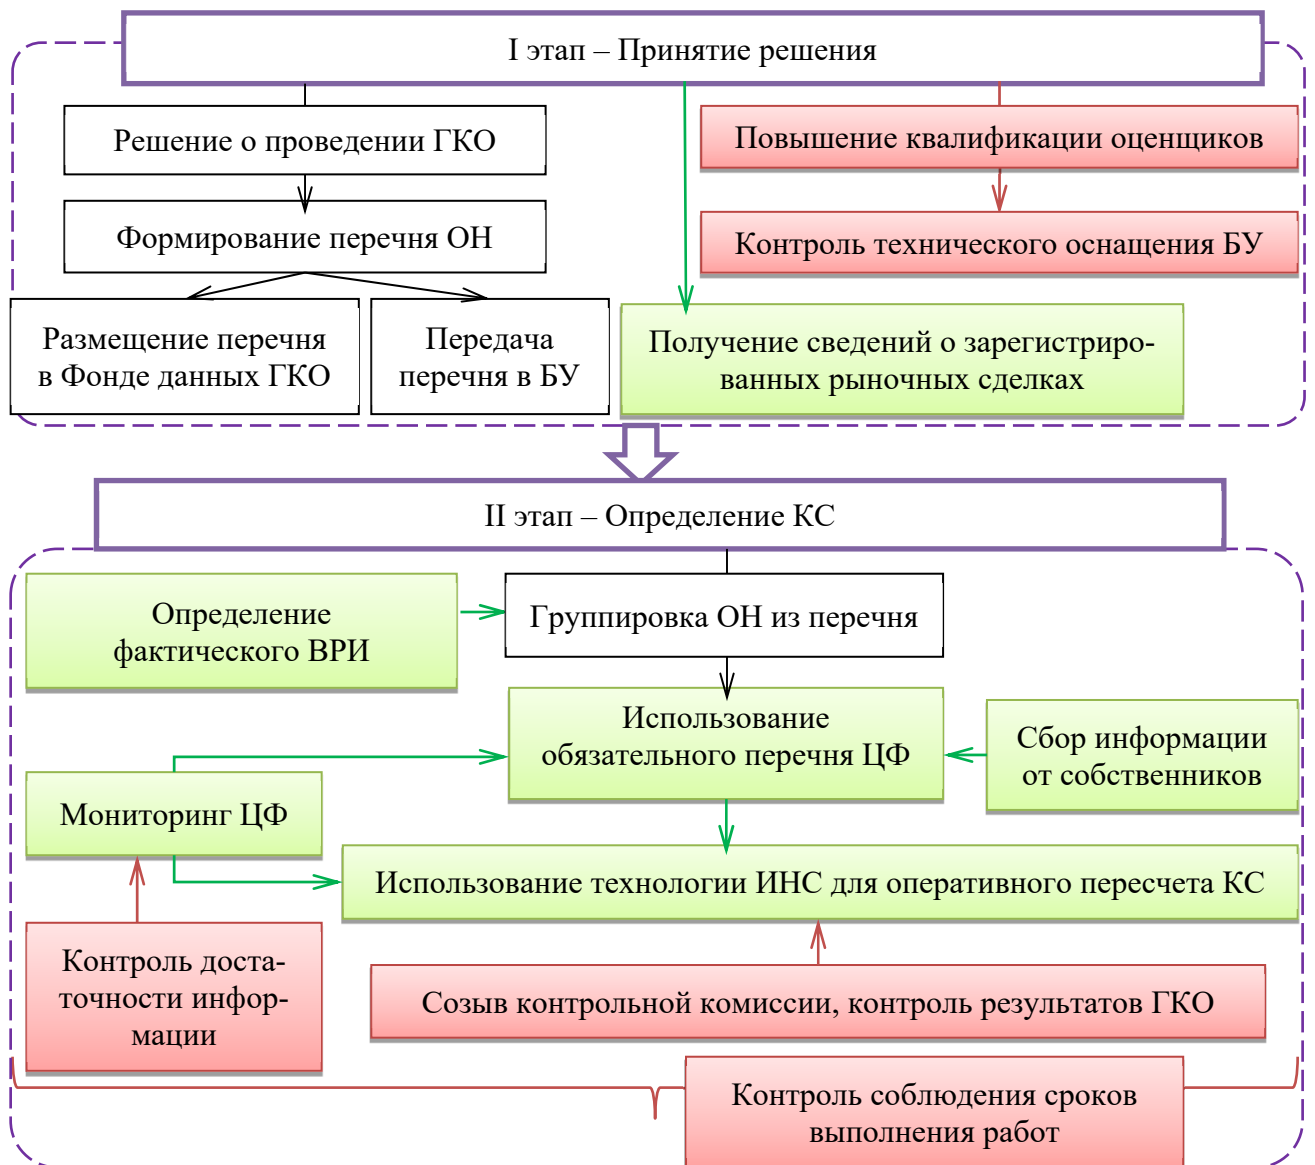 I этап – Принятие решения
Решение о проведении ГКО
Повышение квалификации оценщиков
Формирование перечня ОН
Контроль технического оснащения БУ
Размещение перечня
в Фонде данных ГКО
Передача
перечня в БУ
Получение сведений о зарегистриро-
ванных рыночных сделках
II этап – Определение КС
Определение
фактического ВРИ
Группировка ОН из перечня
Использование
обязательного перечня ЦФ
Сбор информации
от собственников
Мониторинг ЦФ
Использование технологии ИНС для оперативного пересчета КС
Контроль доста-
точности инфор-
мации
Созыв контрольной комиссии, контроль результатов ГКО
Контроль соблюдения сроков
выполнения работ